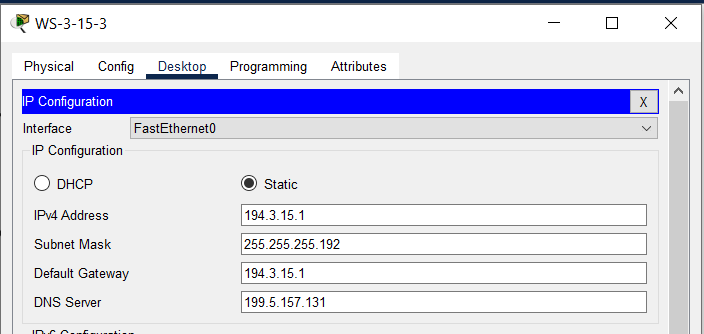 WS-3-15-3
Physical Config Desktop Programming Attributes
IP Configuration X
Interface FastEthernet0
IP Configuration
DHCP Static
IPv4 Address 194.3.15.1
Subnet Mask 255.255.255.192
Default Gateway 194.3.15.1
DNS Server 199.5.157.131
IPv6 Configuration